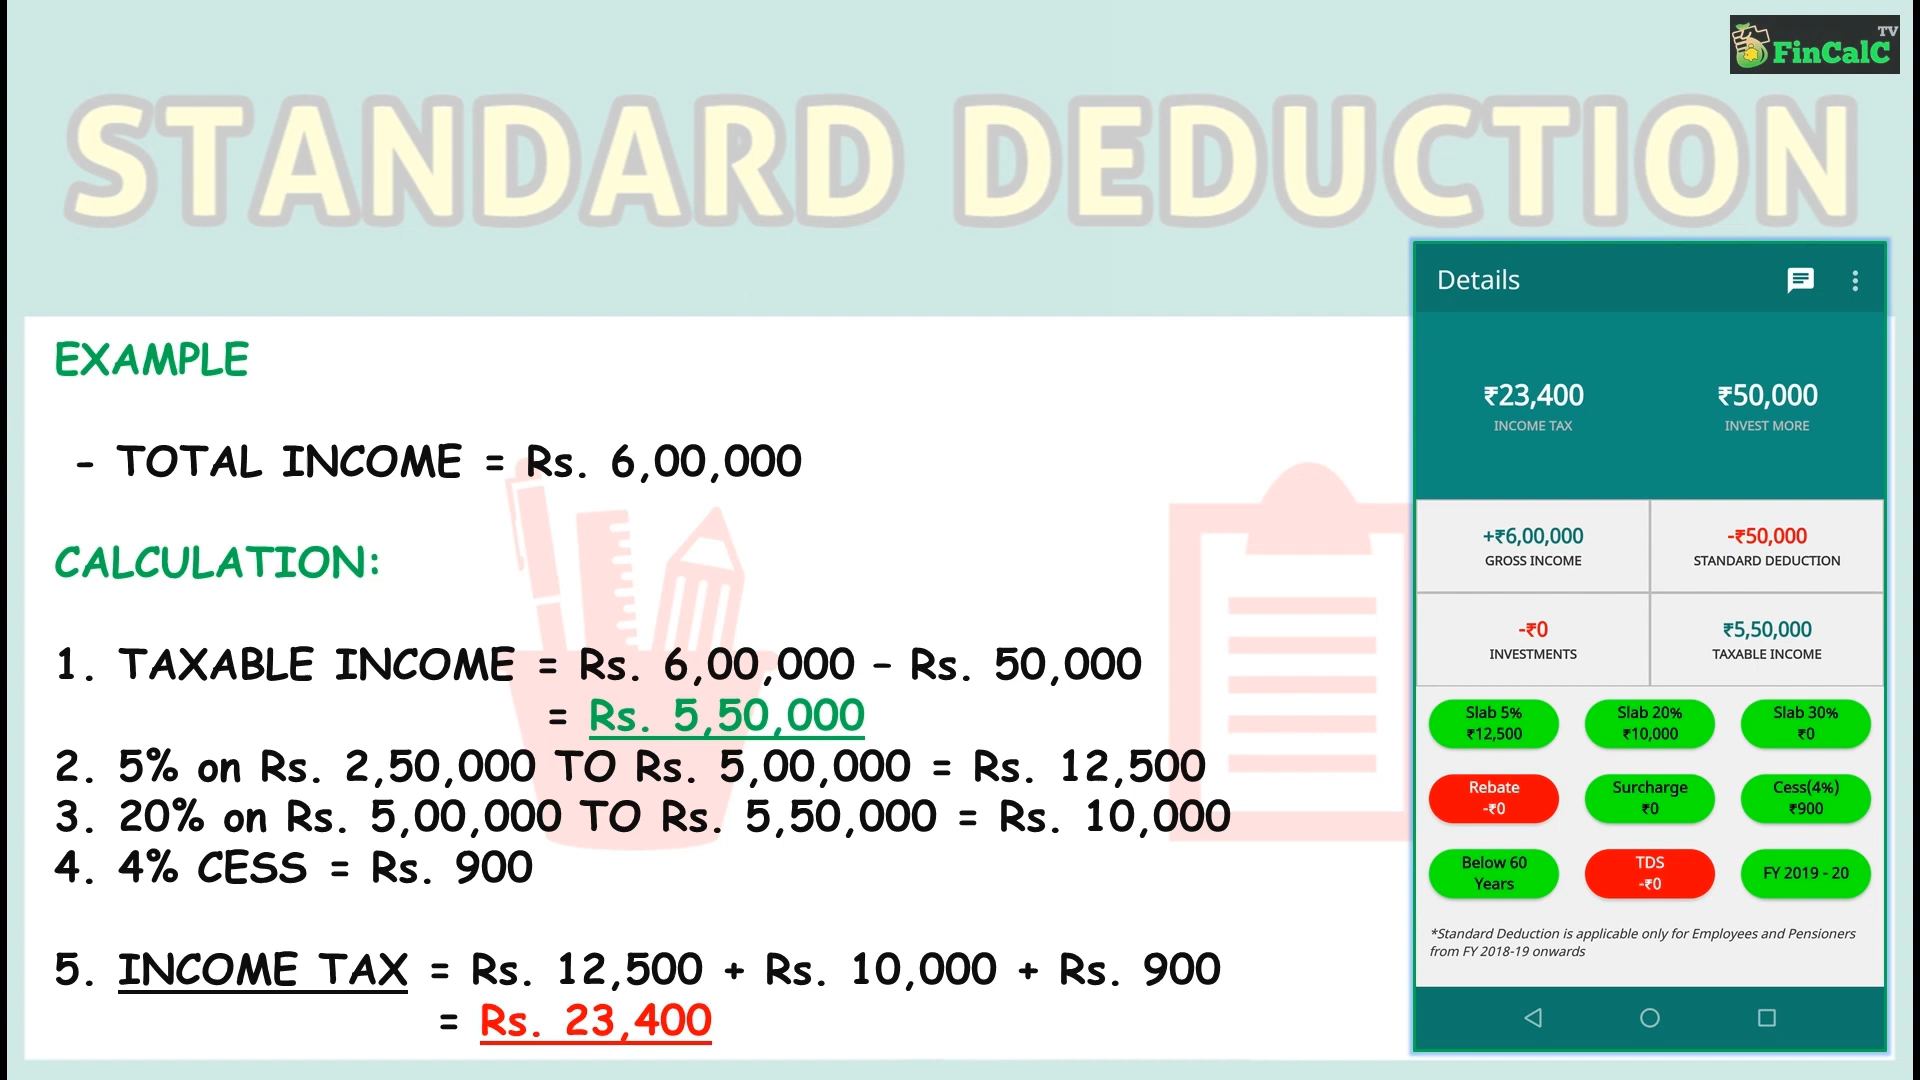 FinCalC TV
STANDARD DEDUCTION
EXAMPLE
- TOTAL INCOME = Rs. 6,00,000
CALCULATION:
1. TAXABLE INCOME = Rs. 6,00,000 – Rs. 50,000
= Rs. 5,50,000
2. 5% on Rs. 2,50,000 TO Rs. 5,00,000 = Rs. 12,500
3. 20% on Rs. 5,00,000 TO Rs. 5,50,000 = Rs. 10,000
4. 4% CESS = Rs. 900
5. INCOME TAX = Rs. 12,500 + Rs. 10,000 + Rs. 900
= Rs. 23,400
Details
₹23,400 ₹50,000
INCOME TAX INVEST MORE
+₹6,00,000 -₹50,000
GROSS INCOME STANDARD DEDUCTION
-₹0 ₹5,50,000
INVESTMENTS TAXABLE INCOME
Slab 5% Slab 20% Slab 30%
₹12,500 ₹10,000 ₹0
Rebate Surcharge Cess(4%)
-₹0 ₹0 ₹900
Below 60 Years TDS -₹0 FY 2019 - 20
*Standard Deduction is applicable only for Employees and Pensioners
from FY 2018-19 onwards